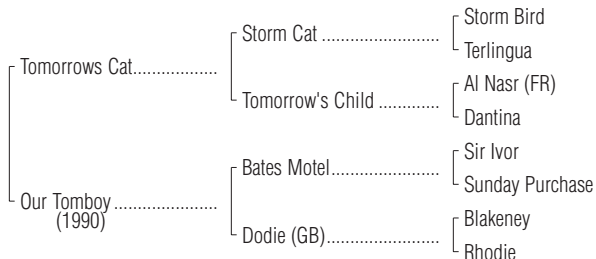 Storm Bird
Storm Cat ........................
Terlingua
Tomorrows Cat.................
Al Nasr (FR)
Tomorrow's Child .............
Dantina
Sir Ivor
Bates Motel......................
Sunday Purchase
Our Tomboy .....................
(1990)
Blakeney
Dodie (GB).......................
Rhodie